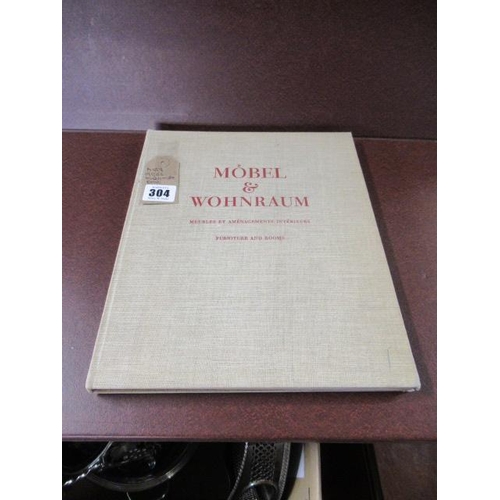 MÖBEL
&
WOHNRAUM
MEUBLES ET AMÉNAGEMENTS INTÉRIEURS
FURNITURE AND ROOMS
304